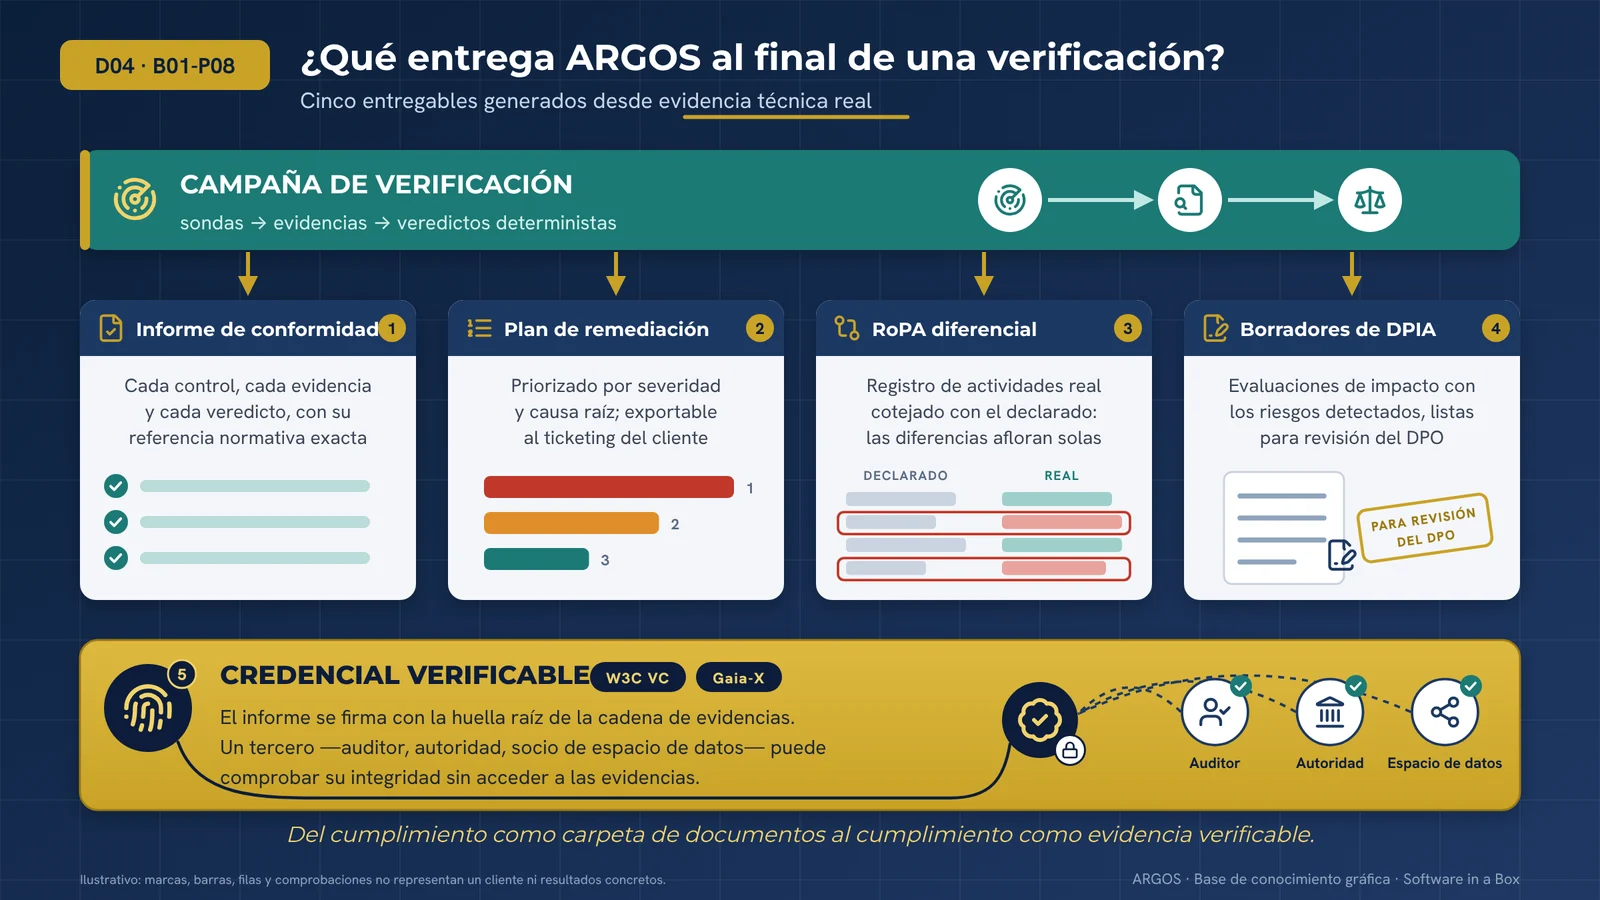 D04 · B01-P08
¿Qué entrega ARGOS al final de una verificación?
Cinco entregables generados desde evidencia técnica real
CAMPAÑA DE VERIFICACIÓN
sondas → evidencias → veredictos deterministas
Informe de conformidad 1
Cada control, cada evidencia
y cada veredicto, con su
referencia normativa exacta
Plan de remediación 2
Priorizado por severidad
y causa raíz; exportable
al ticketing del cliente
1
2
3
RoPA diferencial 3
Registro de actividades real
cotejado con el declarado:
las diferencias afloran solas
DECLARADO REAL
Borradores de DPIA 4
Evaluaciones de impacto con
los riesgos detectados, listas
para revisión del DPO
PARA REVISIÓN
DEL DPO
5
CREDENCIAL VERIFICABLE W3C VC Gaia-X
El informe se firma con la huella raíz de la cadena de evidencias.
Un tercero —auditor, autoridad, socio de espacio de datos— puede
comprobar su integridad sin acceder a las evidencias.
Auditor Autoridad Espacio de datos
Del cumplimiento como carpeta de documentos al cumplimiento como evidencia verificable.
Ilustrativo: marcas, barras, filas y comprobaciones no representan un cliente ni resultados concretos.
ARGOS · Base de conocimiento gráfica · Software in a Box